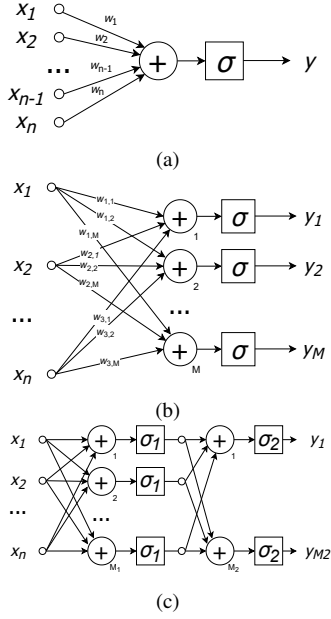 x1 w1
x2 w2
... wn-1 + σ y
xn-1 wn
xn
(a)
x1 w1,1 + 1 σ y1
w1,2
w1,M
x2 w2,1 + 2 σ y2
w2,2
w2,M
... ...
w3,1
w3,2
xn w3,M + M σ yM
(b)
x1 + 1 σ1 + 1 σ2 y1
x2 + 2 σ1
... ...
xn + M1 σ1 + M2 σ2 yM2
(c)